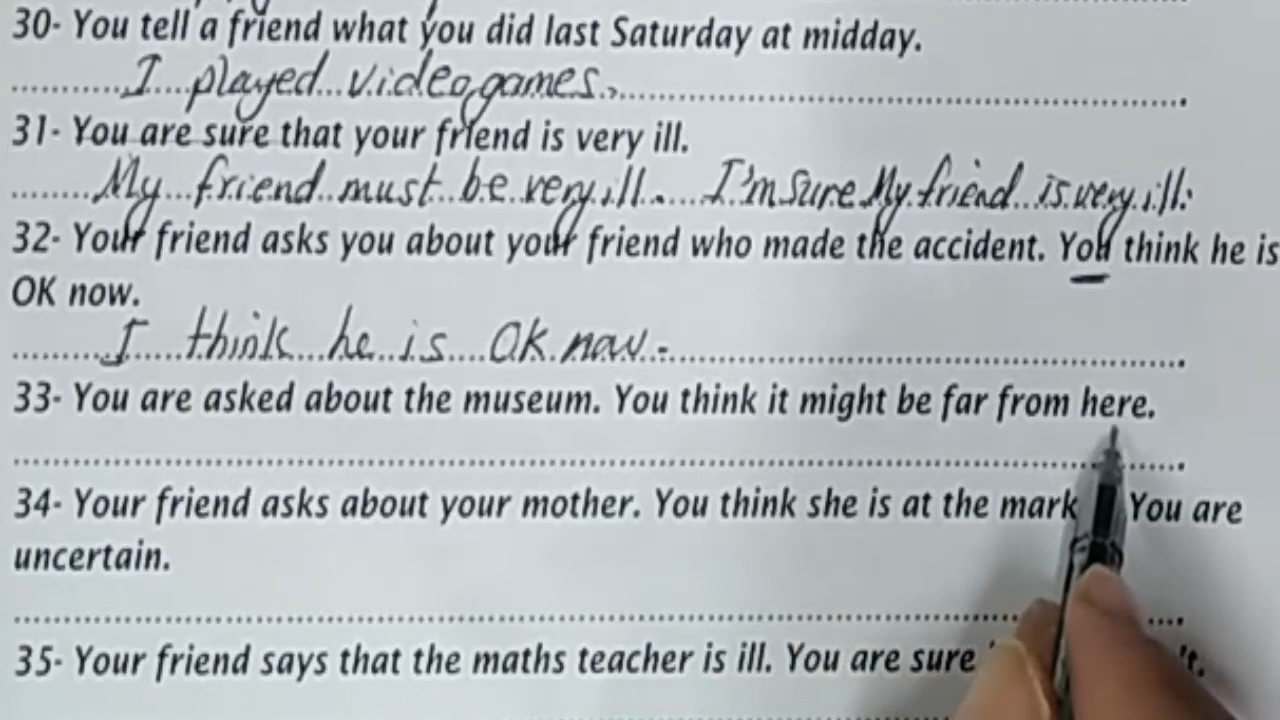 30- You tell a friend what you did last Saturday at midday.
I played video games.
31- You are sure that your friend is very ill.
My friend must be very ill. I'm sure My friend is very ill.
32- Your friend asks you about your friend who made the accident. You think he is
OK now.
I think he is OK now.
33- You are asked about the museum. You think it might be far from here.
34- Your friend asks about your mother. You think she is at the mark You are
uncertain.
35- Your friend says that the maths teacher is ill. You are sure 't.